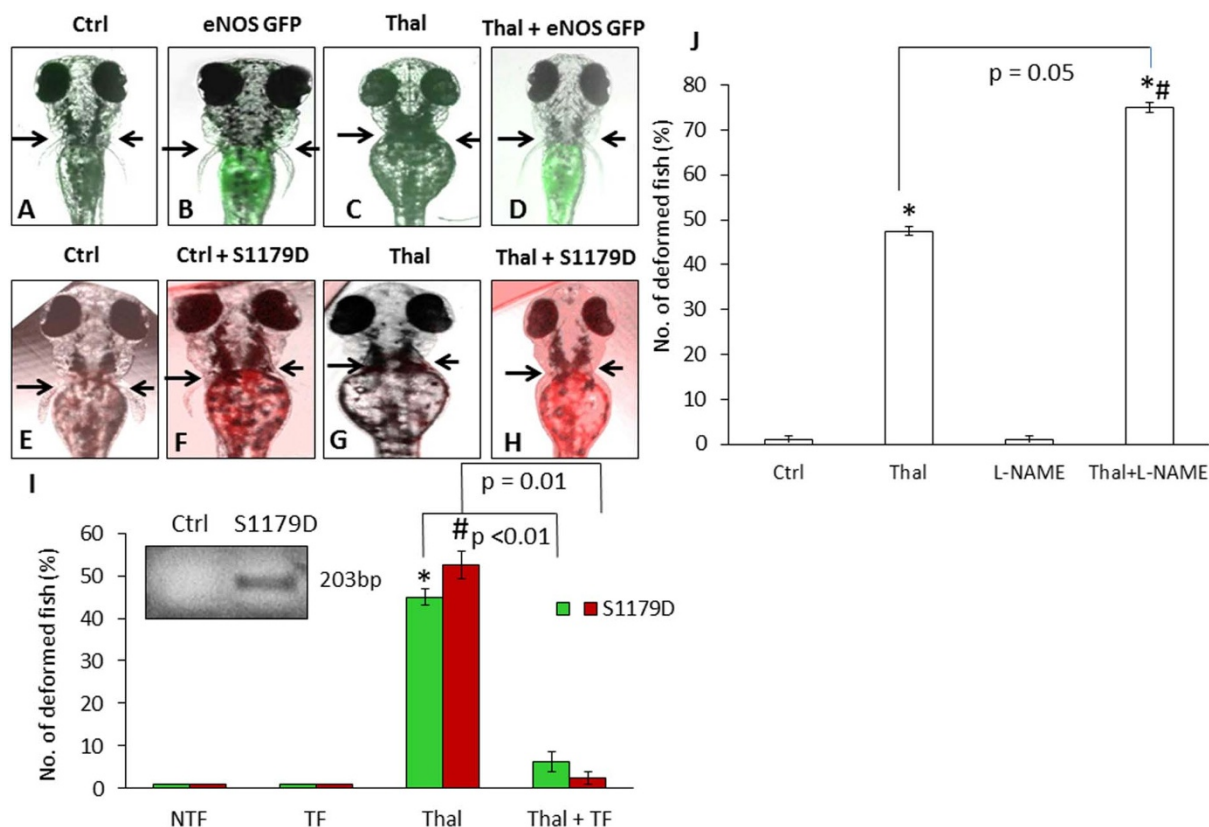 Ctrl eNOS GFP Thal Thal + eNOS GFP
A B C D
Ctrl Ctrl + S1179D Thal Thal + S1179D
E F G H
I
p = 0.01
p <0.01
Ctrl S1179D
203bp
* #
S1179D
No. of deformed fish (%)
60
50
40
30
20
10
0
NTF TF Thal Thal + TF
J
p = 0.05
*#
*
No. of deformed fish (%)
80
70
60
50
40
30
20
10
0
Ctrl Thal L-NAME Thal+L-NAME